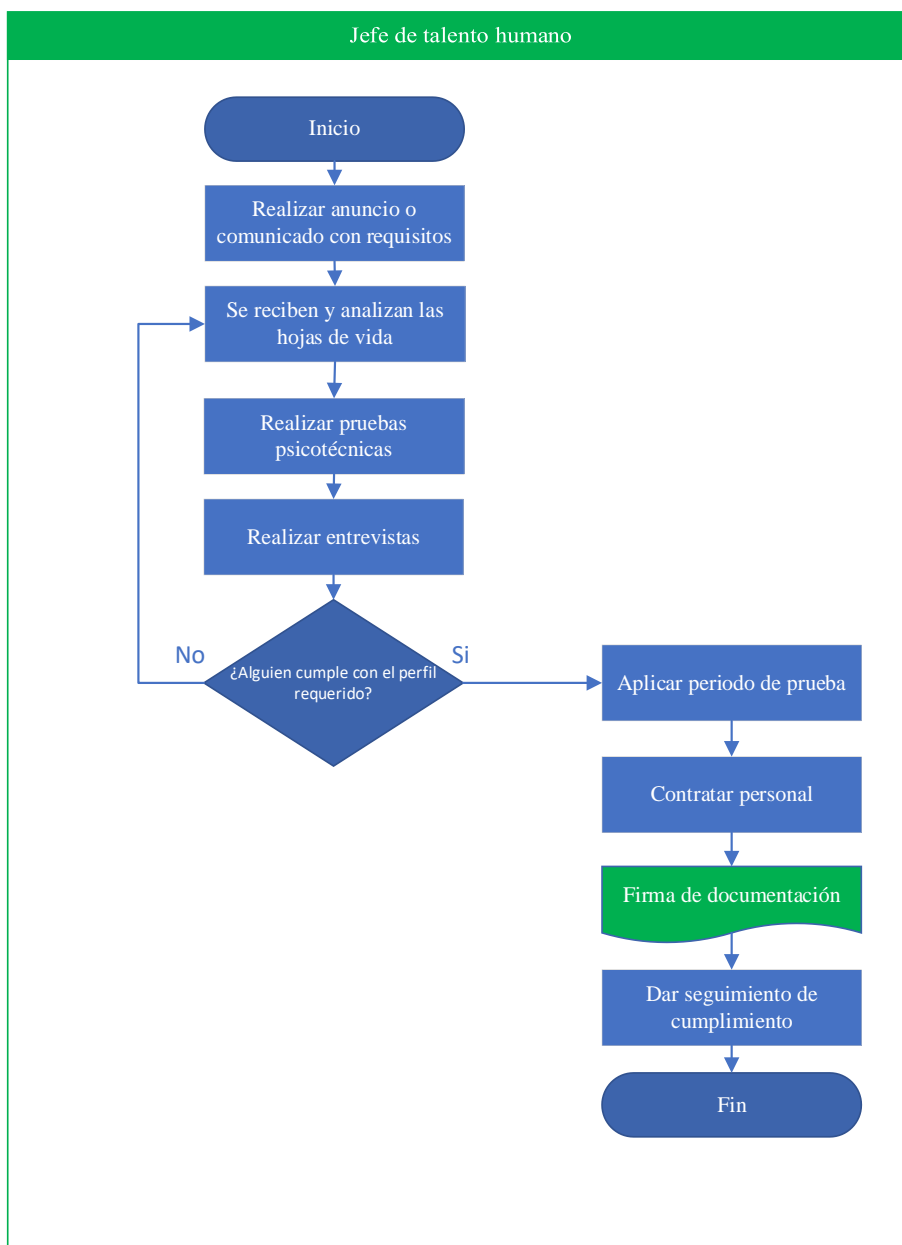 Jefe de talento humano
Inicio
Realizar anuncio o
comunicado con requisitos
Se reciben y analizan las
hojas de vida
Realizar pruebas
psicotécnicas
Realizar entrevistas
No
¿Alguien cumple con el perfil
requerido?
Si
Aplicar periodo de prueba
Contratar personal
Firma de documentación
Dar seguimiento de
cumplimiento
Fin